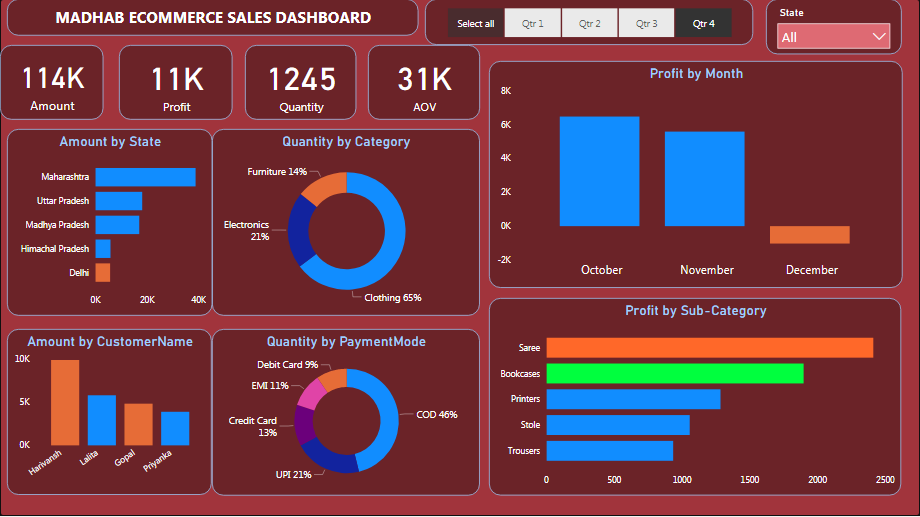 MADHAB ECOMMERCE SALES DASHBOARD
Select all
Qtr 1
Qtr 2
Qtr 3
Qtr 4
State
All
114K
Amount
11K
Profit
1245
Quantity
31K
AOV
Amount by State
Maharashtra
Uttar Pradesh
Madhya Pradesh
Himachal Pradesh
Delhi
0K 20K 40K
Quantity by Category
Furniture 14%
Electronics
21%
Clothing 65%
Profit by Month
8K
6K
4K
2K
0K
-2K
October November December
Amount by CustomerName
10K
5K
0K
Harivansh
Lalita
Gopal
Priyanka
Quantity by PaymentMode
Debit Card 9%
EMI 11%
Credit Card
13%
UPI 21%
COD 46%
Profit by Sub-Category
Saree
Bookcases
Printers
Stole
Trousers
0 500 1000 1500 2000 2500